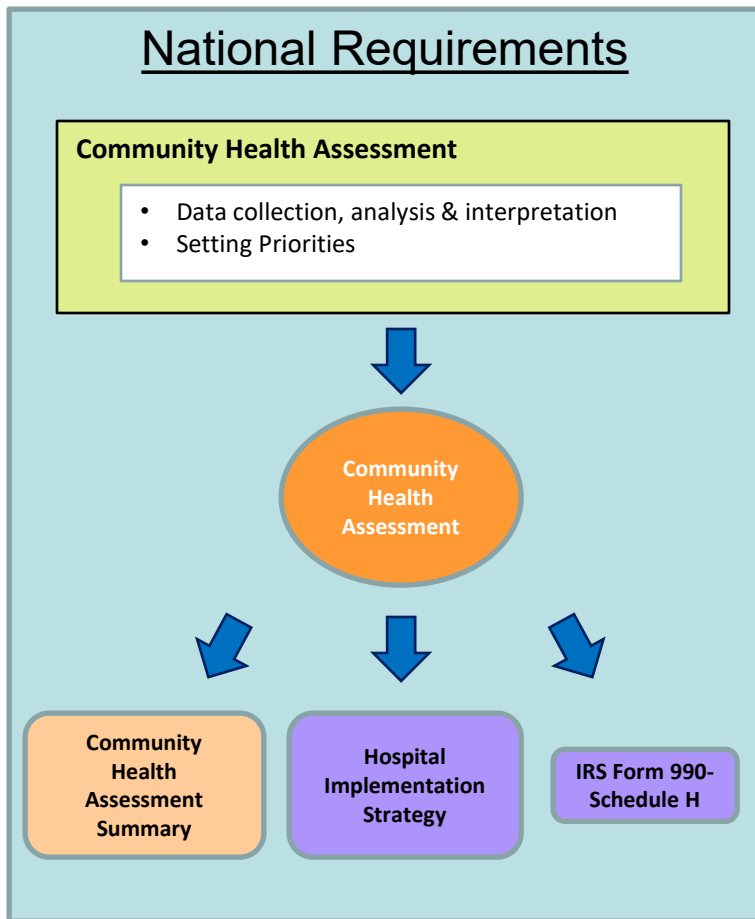 National Requirements
Community Health Assessment
• Data collection, analysis & interpretation
• Setting Priorities
Community
Health
Assessment
Community
Health
Assessment
Summary
Hospital
Implementation
Strategy
IRS Form 990-
Schedule H